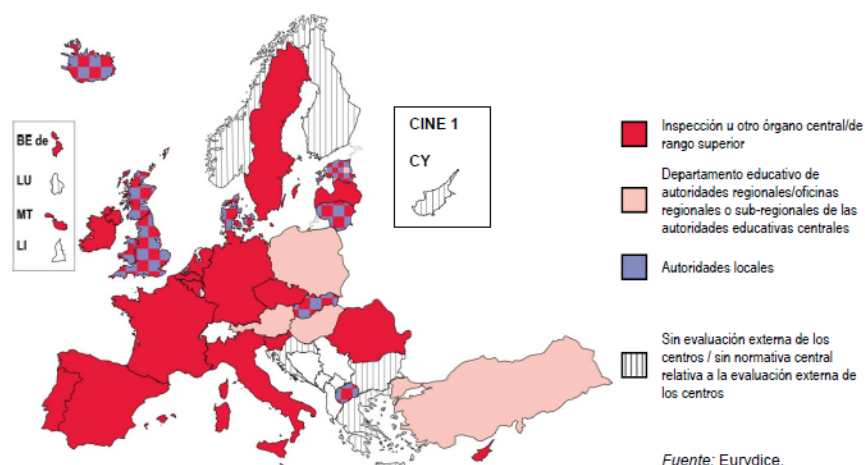 BE de
LU
MT
LI
CINE 1
CY
Inspección u otro órgano central/de
rango superior
Departamento educativo de
autoridades regionales/oficinas
regionales o sub-regionales de las
autoridades educativas centrales
Autoridades locales
Sin evaluación externa de los
centros / sin normativa central
relativa a la evaluación externa de
los centros
Fuente: Eurydice.